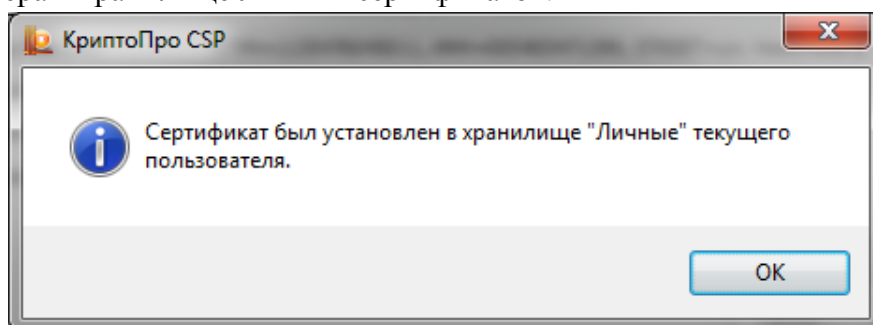 КриптоПро CSP
Сертификат был установлен в хранилище "Личные" текущего
пользователя.
OK